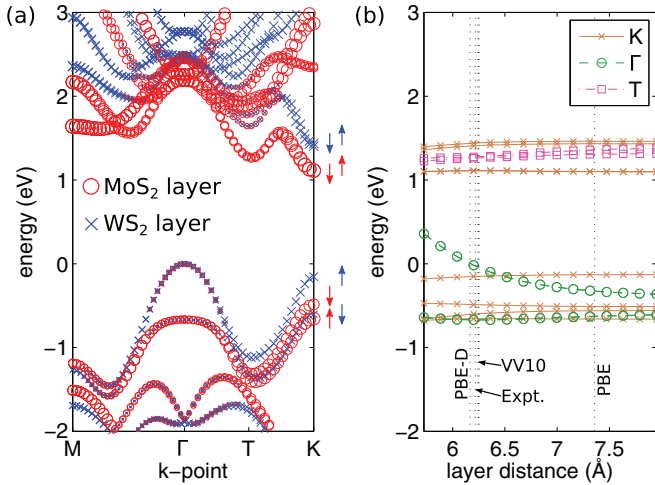 (a)
3
2
1
0
−1
−2
energy (eV)
MoS2 layer
WS2 layer
M
Γ
T
K
k−point
(b)
3
2
1
0
−1
−2
energy (eV)
K
Γ
T
PBE-D
VV10
Expt.
PBE
6
6.5
7
7.5
layer distance (Å)